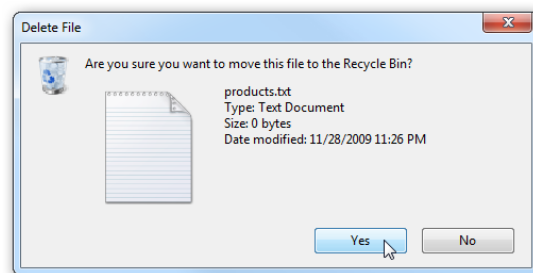 Delete File
Are you sure you want to move this file to the Recycle Bin?
products.txt
Type: Text Document
Size: 0 bytes
Date modified: 11/28/2009 11:26 PM
Yes
No